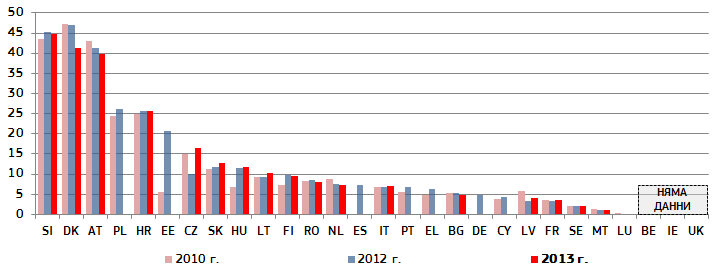 50
45
40
35
30
25
20
15
10
5
0
НЯМА
ДАННИ
SI DK AT PL HR EE CZ SK HU LT FI RO NL ES IT PT EL BG DE CY LV FR SE MT LU BE IE UK
2010 г. 2012 г. 2013 г.